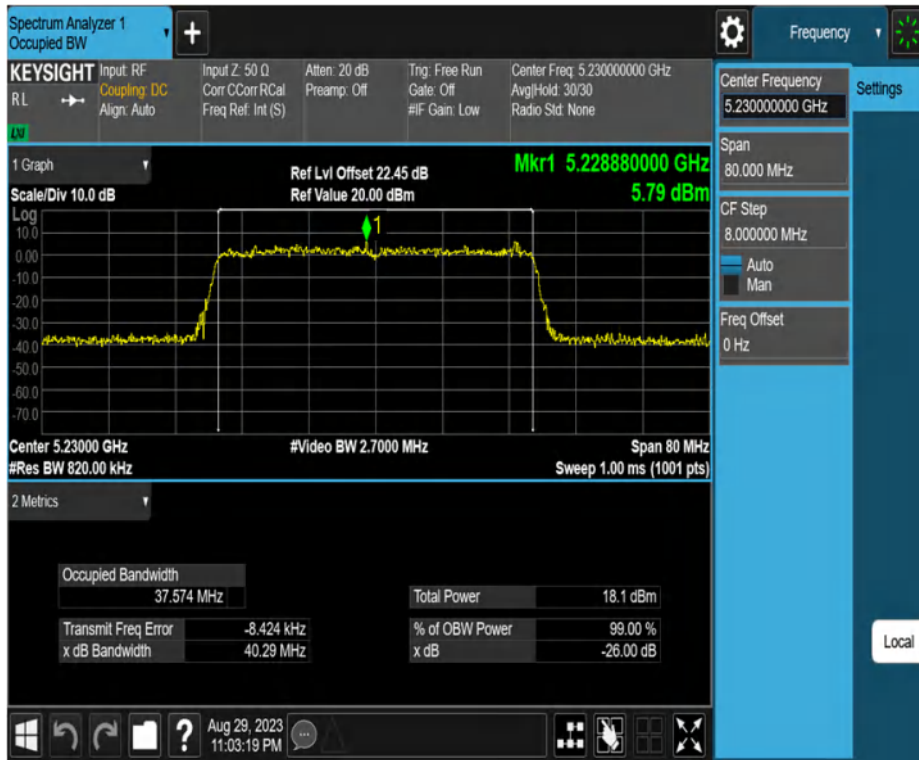 Spectrum Analyzer 1
Occupied BW
+
Frequency
KEYSIGHT
RL
LXI
Input: RF
Coupling: DC
Align: Auto
Input Z: 50 Ω
Corr CCorr RCal
Freq Ref: Int (S)
Atten: 20 dB
Preamp: Off
Trig: Free Run
Gate: Off
#IF Gain: Low
Center Freq: 5.230000000 GHz
Avg|Hold: 30/30
Radio Std: None
Center Frequency
5.230000000 GHz
Settings
Span
80.000 MHz
CF Step
8.000000 MHz
Auto
Man
Freq Offset
0 Hz
Local
1 Graph
Scale/Div 10.0 dB
Ref Lvl Offset 22.45 dB
Ref Value 20.00 dBm
Mkr1 5.228880000 GHz
5.79 dBm
Log
1
10.0
0.00
-10.0
-20.0
-30.0
-40.0
-50.0
-60.0
-70.0
Center 5.23000 GHz
#Video BW 2.7000 MHz
Span 80 MHz
#Res BW 820.00 kHz
Sweep 1.00 ms (1001 pts)
2 Metrics
Occupied Bandwidth
37.574 MHz
Total Power 18.1 dBm
Transmit Freq Error -8.424 kHz
% of OBW Power 99.00 %
x dB Bandwidth 40.29 MHz
x dB -26.00 dB
?
Aug 29, 2023
11:03:19 PM